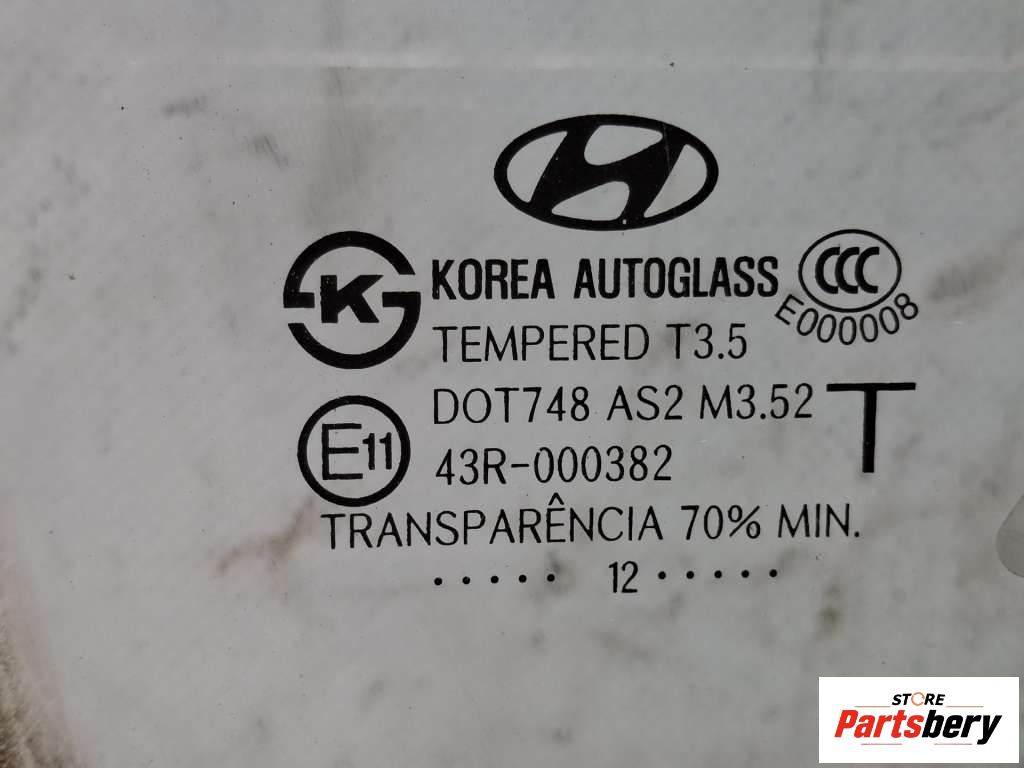 KOREA AUTOGLASS
CCC
E000008
K
TEMPERED T3.5
DOT748 AS2 M3.52
T
E11
43R-000382
TRANSPARÊNCIA 70% MIN.
·····12·····
STORE
Partsbery